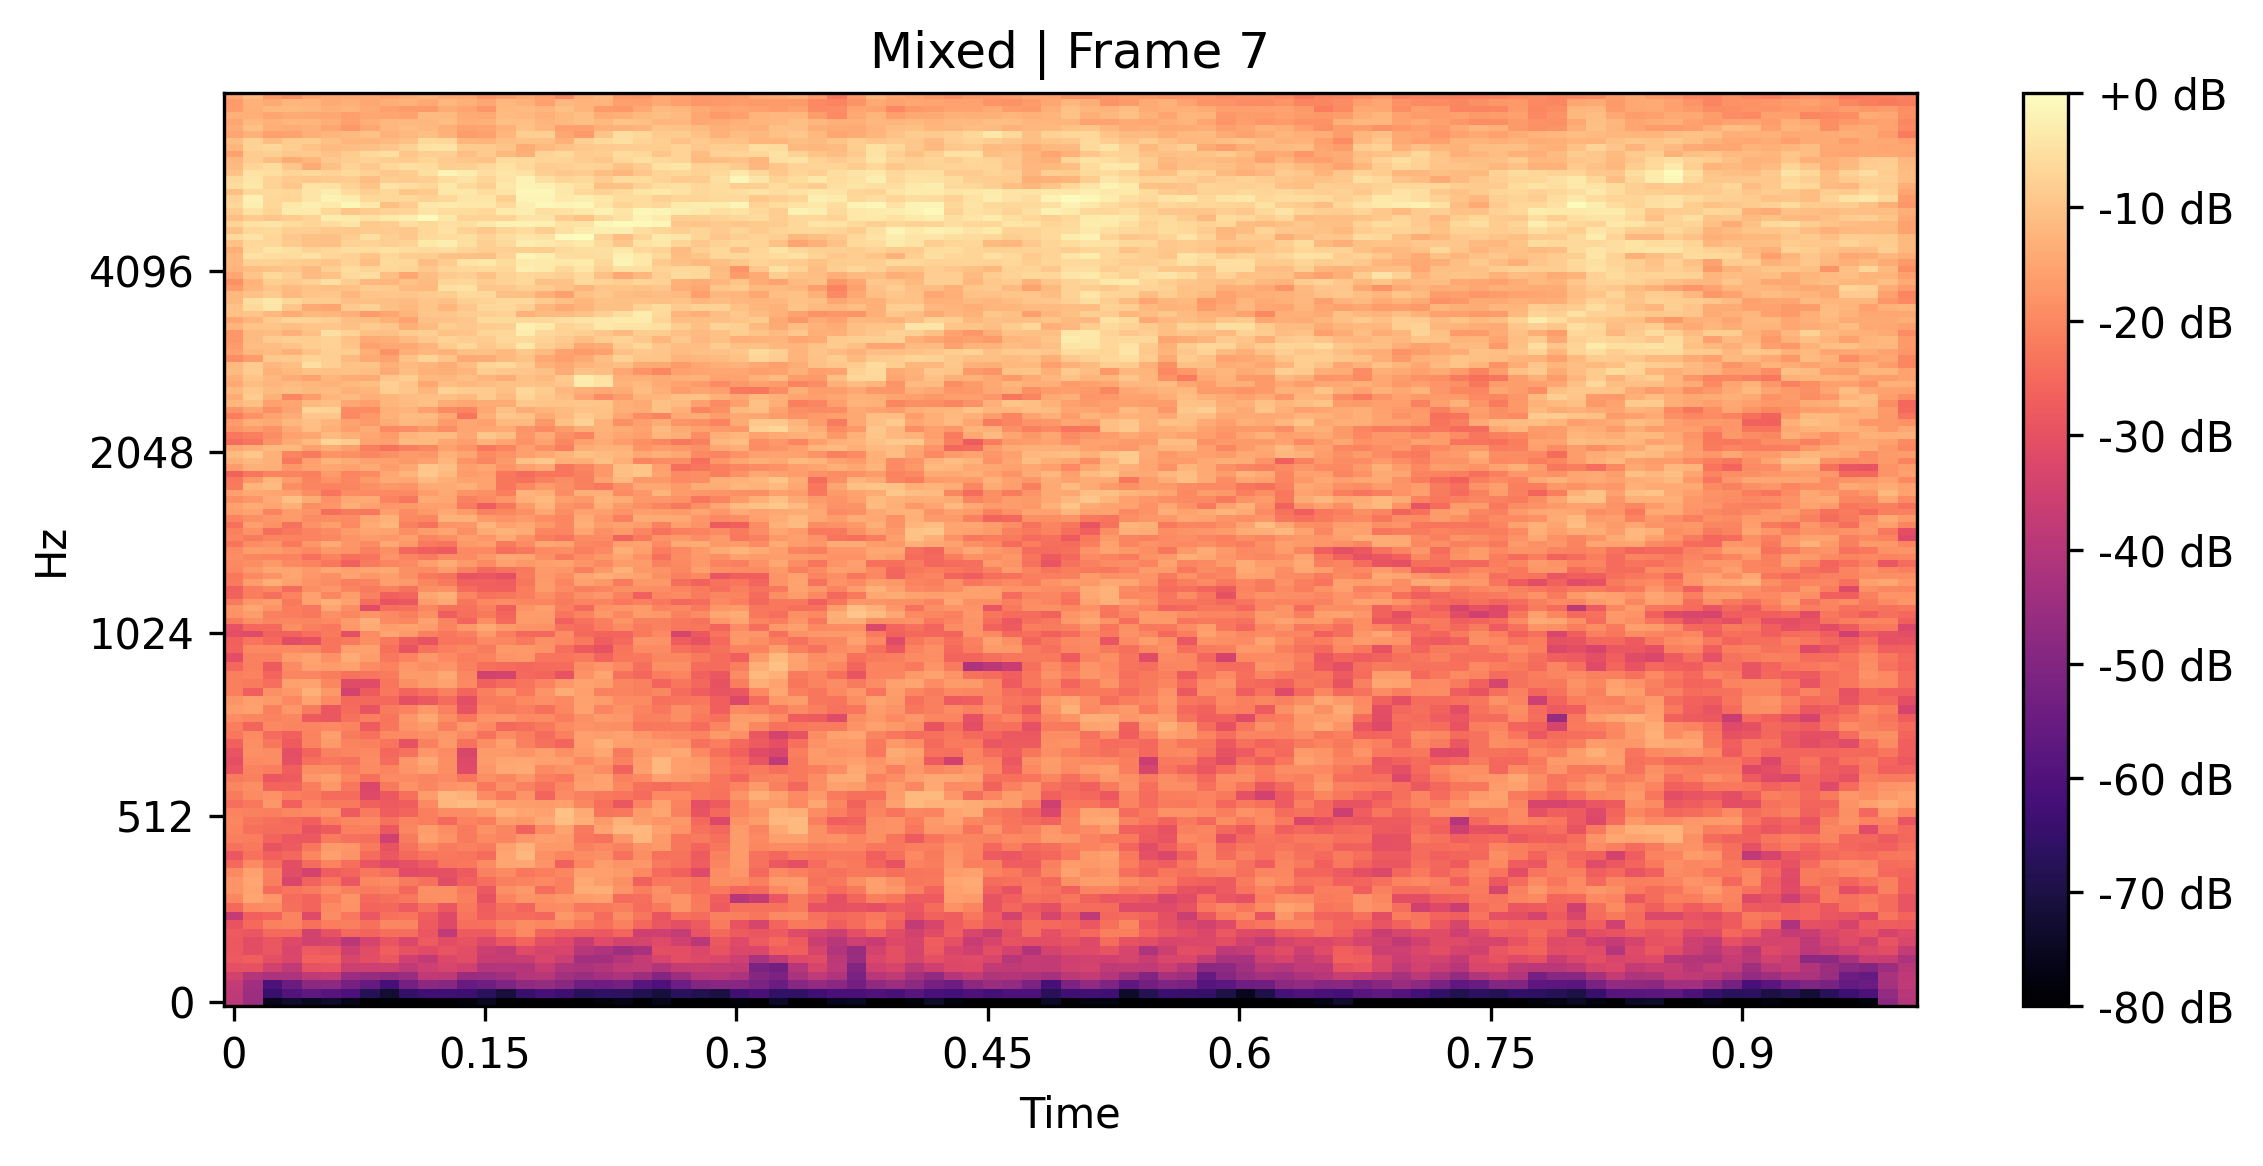 Mixed | Frame 7
Hz
4096
2048
1024
512
0
0
0.15
0.3
0.45
0.6
0.75
0.9
Time
+0 dB
-10 dB
-20 dB
-30 dB
-40 dB
-50 dB
-60 dB
-70 dB
-80 dB